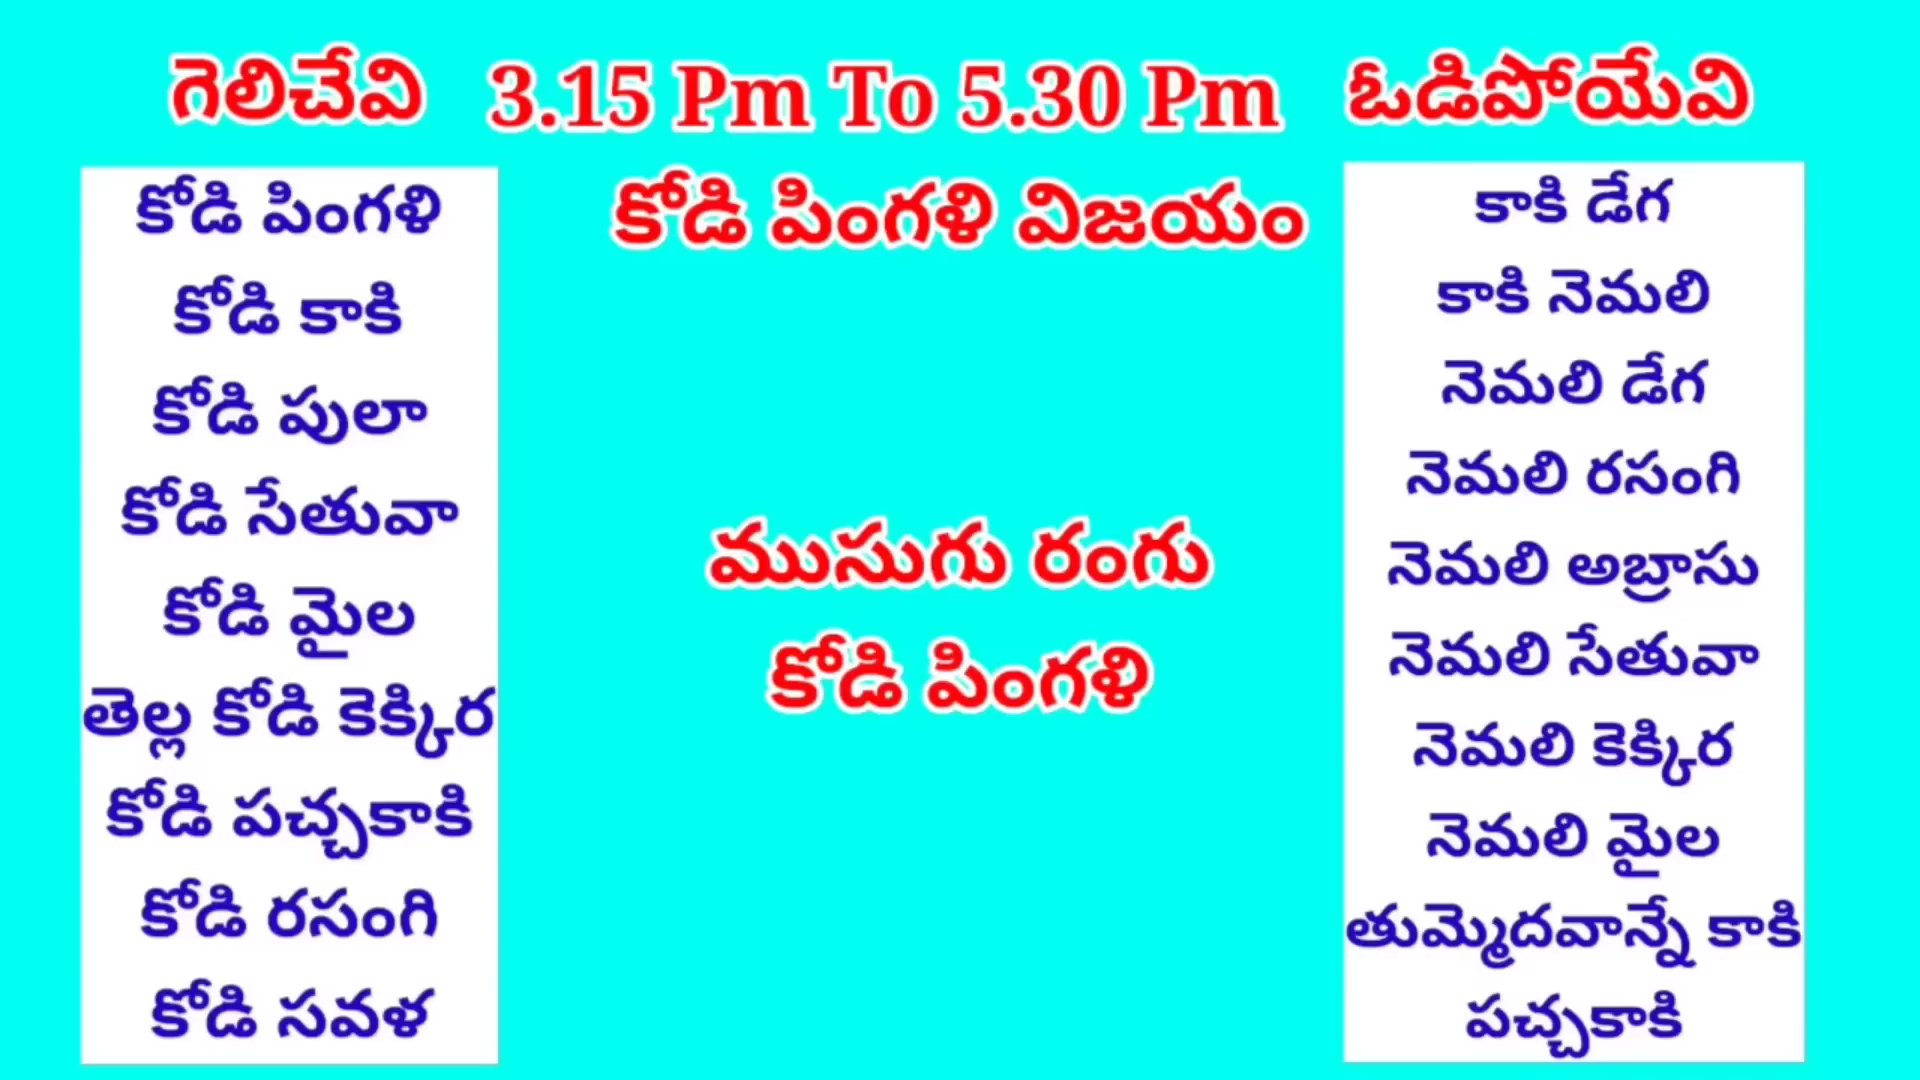 గెలిచేవి 3.15 Pm To 5.30 Pm ఓడిపోయేవి
కోడి పింగళి విజయం
కోడి పింగళి
కోడి కాకి
కోడి పులా
కోడి సేతువా
కోడి మైల
తెల్ల కోడి కెక్కిర
కోడి పచ్చకాకి
కోడి రసంగి
కోడి సవళ
ముసుగు రంగు
కోడి పింగళి
కాకి డేగ
కాకి నెమలి
నెమలి డేగ
నెమలి రసంగి
నెమలి అబ్రాసు
నెమలి సేతువా
నెమలి కెక్కిర
నెమలి మైల
తుమ్మెదవాన్నే కాకి
పచ్చకాకి